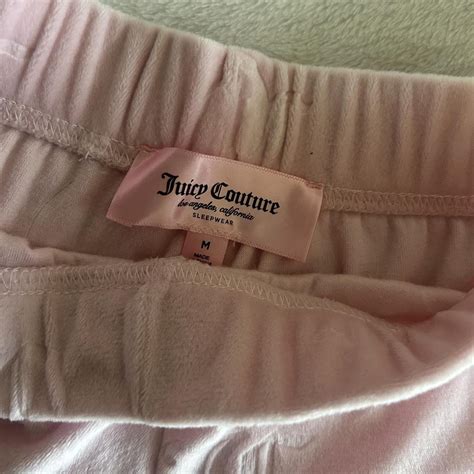 Juicy Couture
los angeles, california
SLEEPWEAR
M
MADE